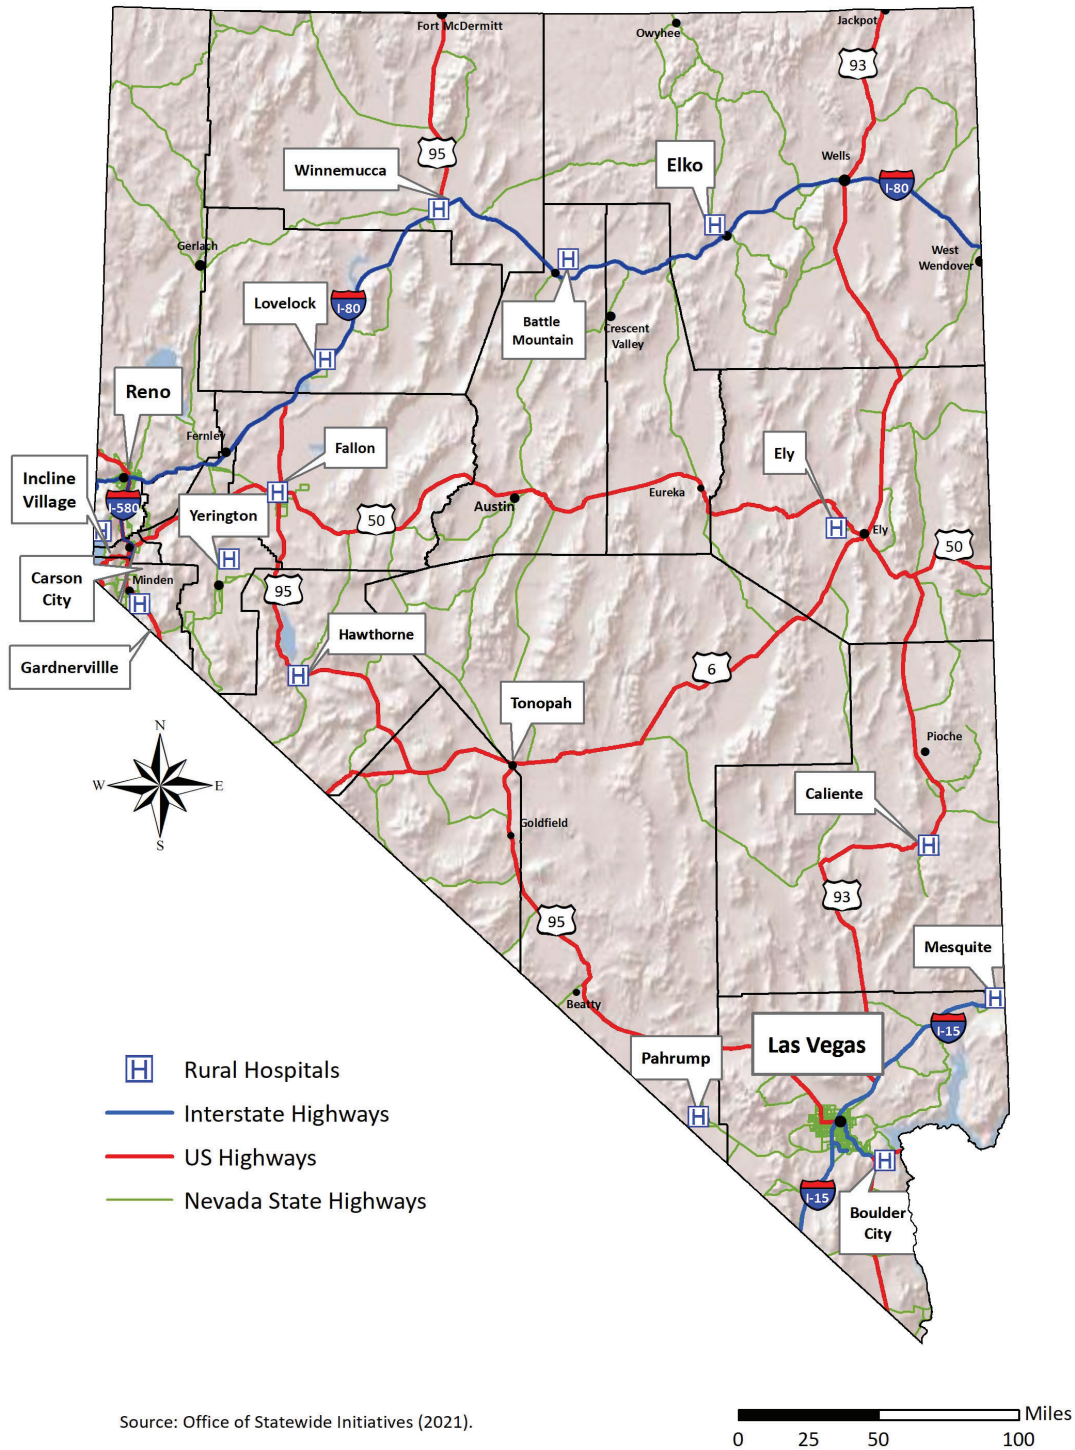 Fort McDermitt
Owyhee
Jackpot
93
95
Winnemucca
Elko
Wells
I-80
Gerlach
West
Wendover
Lovelock
I-80
Battle
Mountain
Crescent
Valley
Reno
Fernley
Fallon
Ely
Incline
Village
I-580
Yerington
50
Austin
Eureka
Ely
50
Carson
City
Minden
95
Hawthorne
Gardnervillle
6
Tonopah
N
W
E
S
Pioche
Caliente
Goldfield
93
95
Mesquite
Beatty
I-15
Las Vegas
Pahrump
I-15
Boulder
City
H
H
H
H
H
H
H
H
H
H
H
H
H
H
H Rural Hospitals
Interstate Highways
US Highways
Nevada State Highways
Source: Office of Statewide Initiatives (2021).
Miles
0 25 50 100